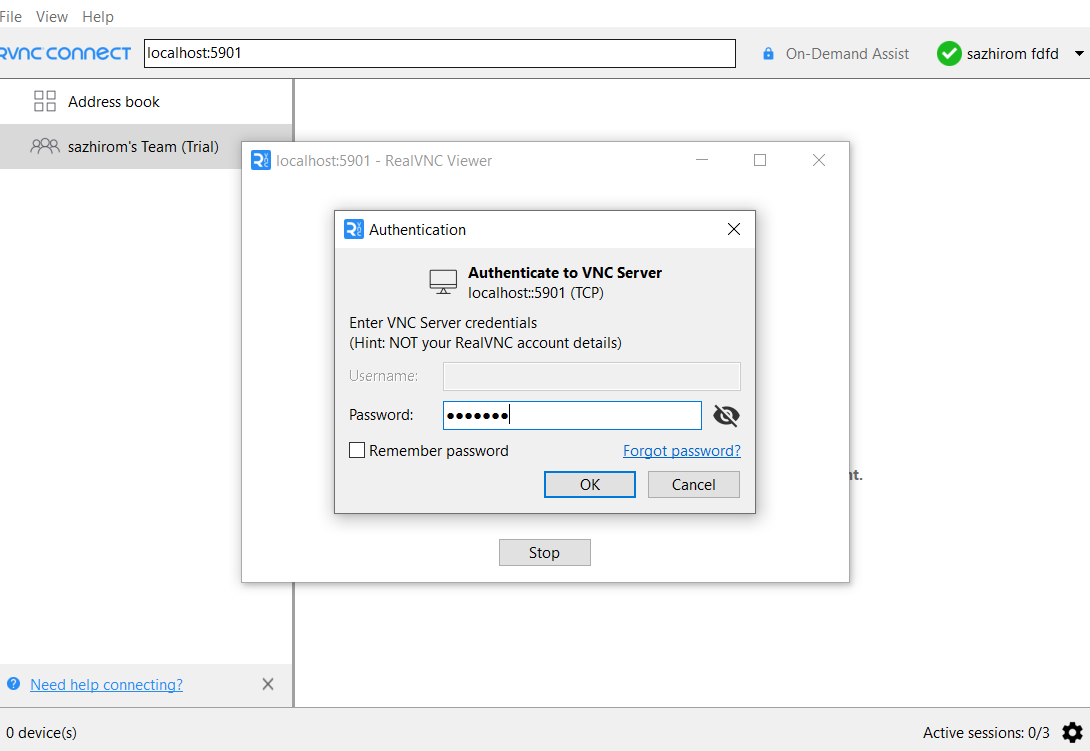 File View Help
RVNC CONNECT
localhost:5901
On-Demand Assist
sazhirom fdfd
Address book
sazhirom's Team (Trial)
localhost:5901 - RealVNC Viewer
Authentication
Authenticate to VNC Server
localhost::5901 (TCP)
Enter VNC Server credentials
(Hint: NOT your RealVNC account details)
Username:
Password: •••••••
Remember password
Forgot password?
OK
Cancel
Stop
Need help connecting?
0 device(s)
Active sessions: 0/3